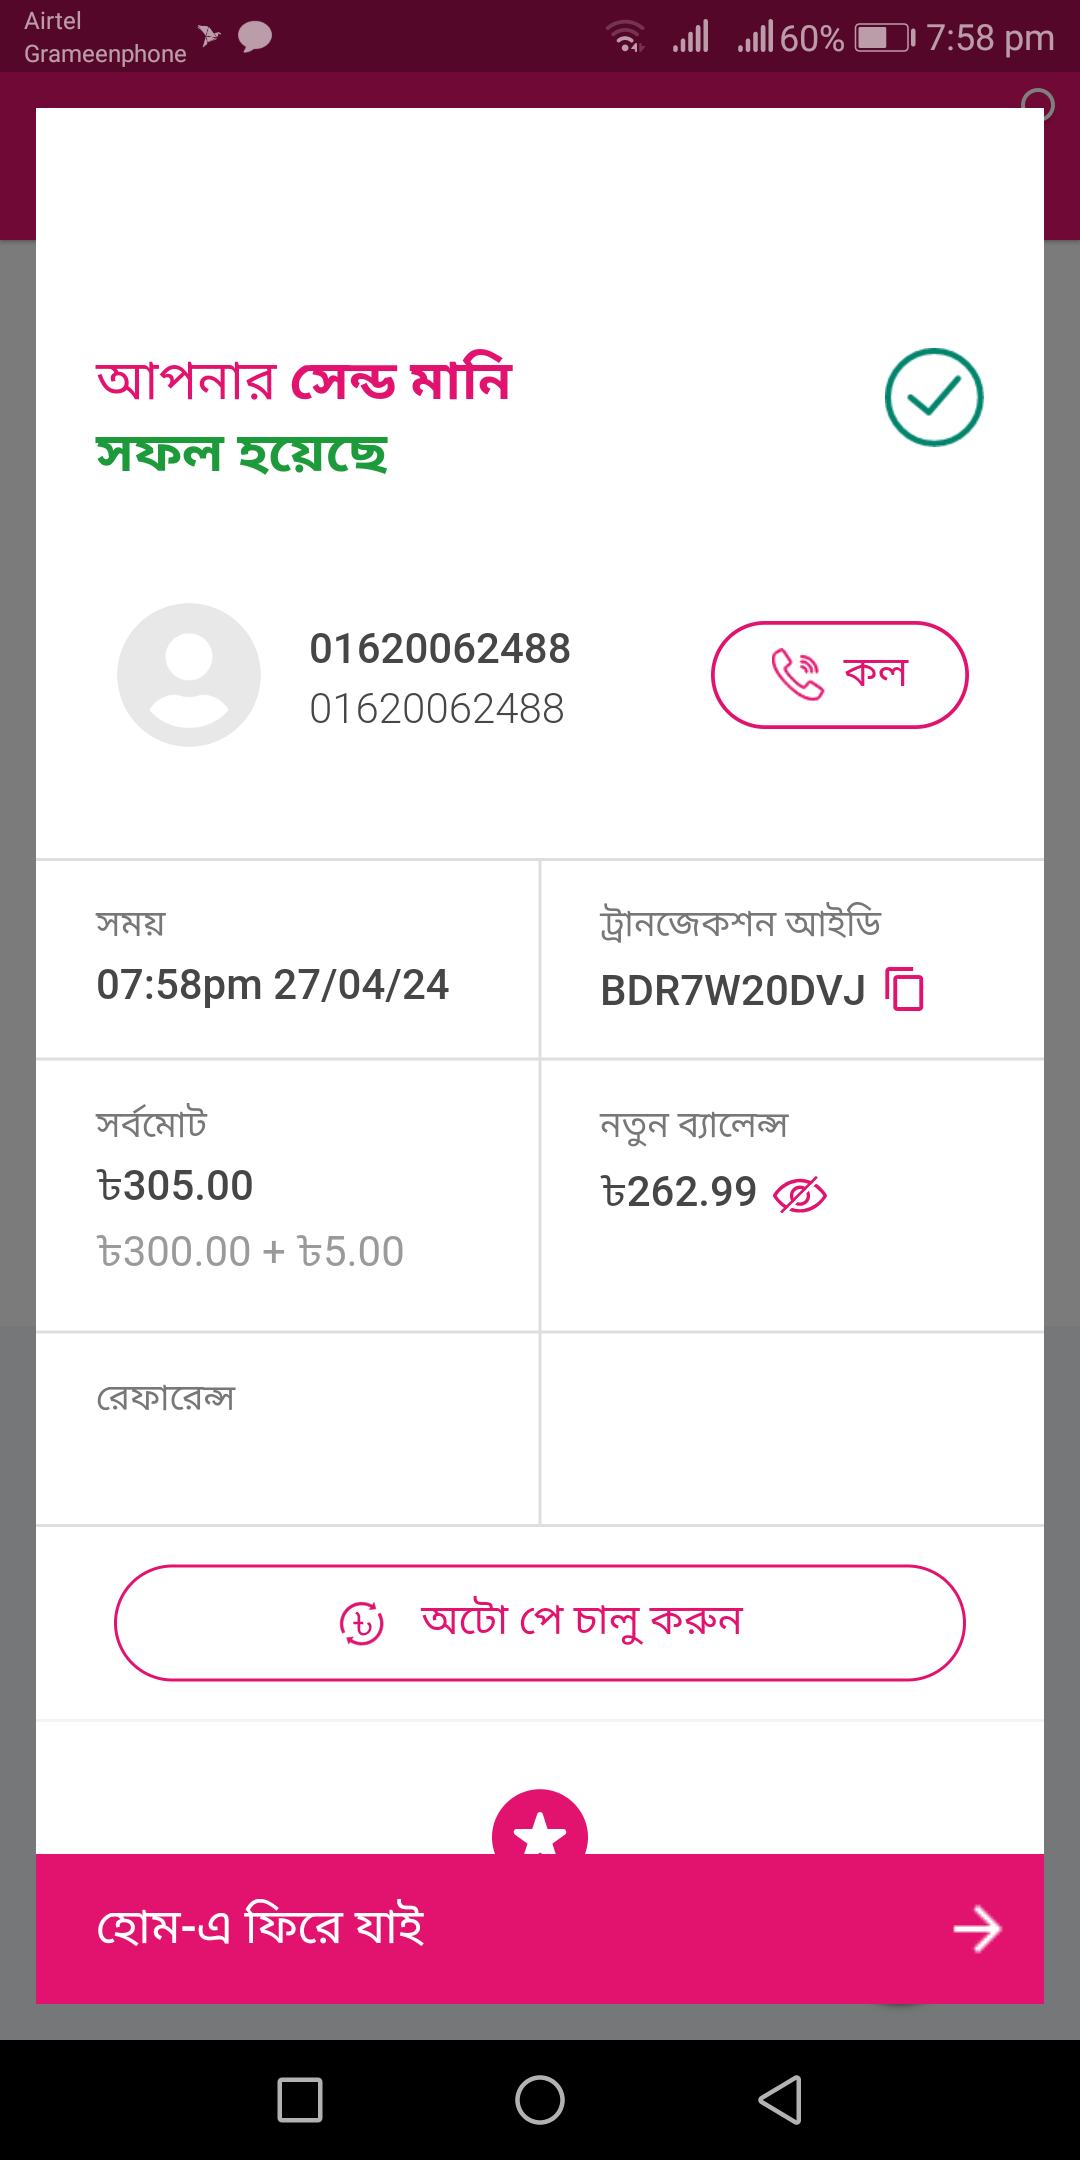 Airtel
Grameenphone
60% 7:58 pm
আপনার সেন্ড মানি
সফল হয়েছে
01620062488
01620062488
কল
সময়
07:58pm 27/04/24
ট্রানজেকশন আইডি
BDR7W20DVJ
সর্বমোট
৳305.00
৳300.00 + ৳5.00
নতুন ব্যালেন্স
৳262.99
রেফারেন্স
অটো পে চালু করুন
হোম-এ ফিরে যাই